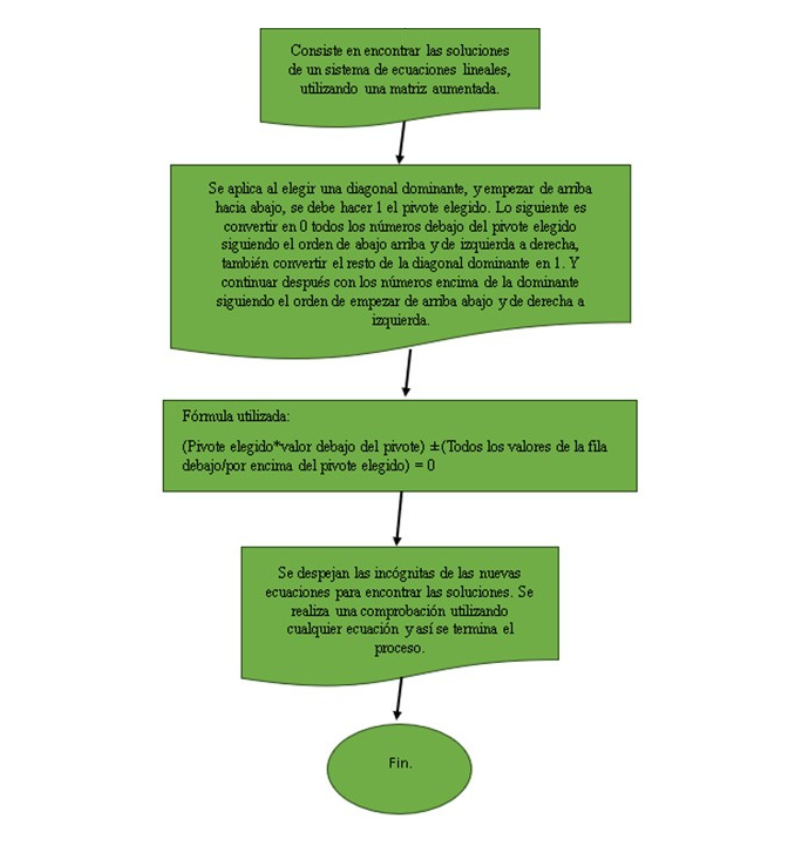 Consiste en encontrar las soluciones
de un sistema de ecuaciones lineales,
utilizando una matriz aumentada.
Se aplica al elegir una diagonal dominante, y empezar de arriba
hacia abajo, se debe hacer 1 el pivote elegido. Lo siguiente es
convertir en 0 todos los números debajo del pivote elegido
siguiendo el orden de abajo arriba y de izquierda a derecha,
también convertir el resto de la diagonal dominante en 1. Y
continuar después con los números encima de la dominante
siguiendo el orden de empezar de arriba abajo y de derecha a
izquierda.
Fórmula utilizada:
(Pivote elegido*valor debajo del pivote) ±(Todos los valores de la fila
debajo/por encima del pivote elegido) = 0
Se despejan las incógnitas de las nuevas
ecuaciones para encontrar las soluciones. Se
realiza una comprobación utilizando
cualquier ecuación y así se termina el
proceso.
Fin.